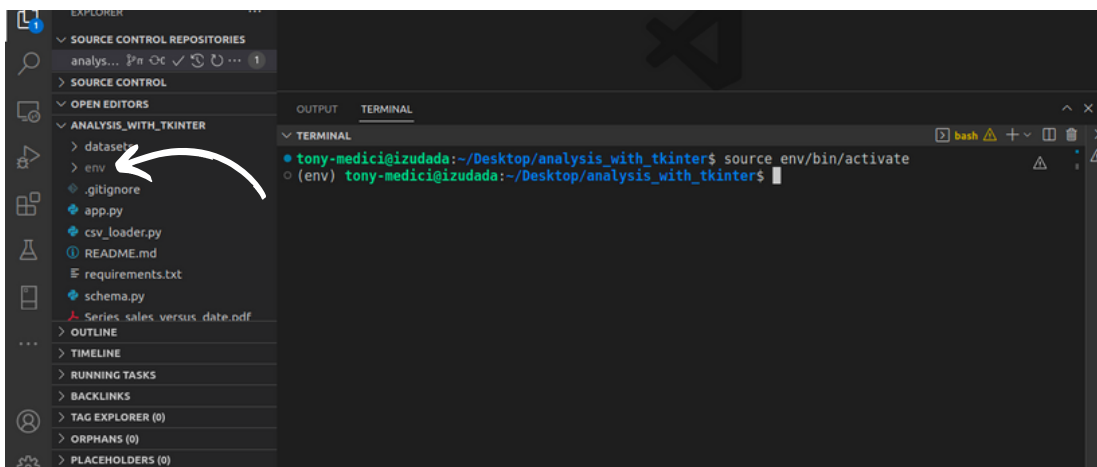 EXPLORER
SOURCE CONTROL REPOSITORIES
analys... 1
SOURCE CONTROL
OPEN EDITORS
ANALYSIS_WITH_TKINTER
datasets
env
.gitignore
app.py
csv_loader.py
README.md
requirements.txt
schema.py
Series_sales_versus_date.pdf
OUTLINE
TIMELINE
RUNNING TASKS
BACKLINKS
TAG EXPLORER (0)
ORPHANS (0)
PLACEHOLDERS (0)
1
OUTPUT TERMINAL
TERMINAL bash
tony-medici@izudada:~/Desktop/analysis_with_tkinter$ source env/bin/activate
(env) tony-medici@izudada:~/Desktop/analysis_with_tkinter$